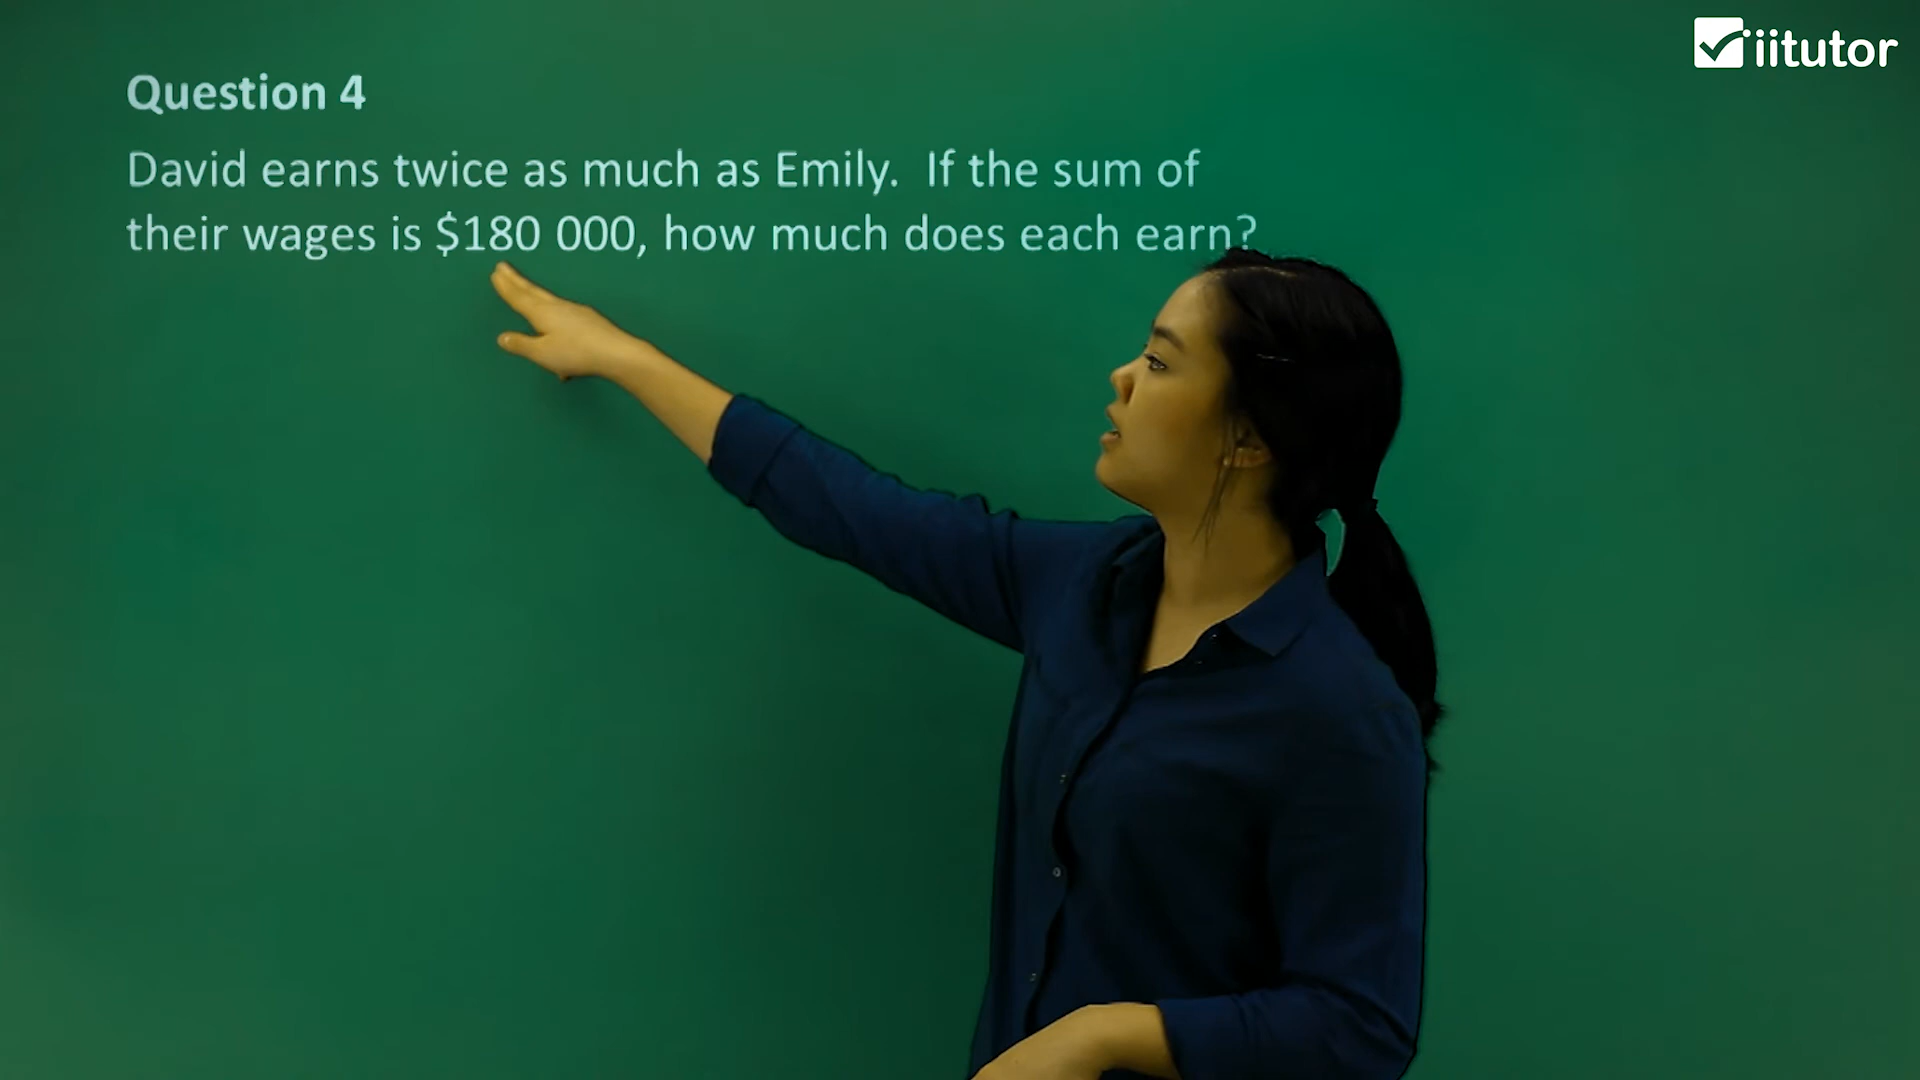 iitutor
Question 4
David earns twice as much as Emily. If the sum of
their wages is $180 000, how much does each earn?